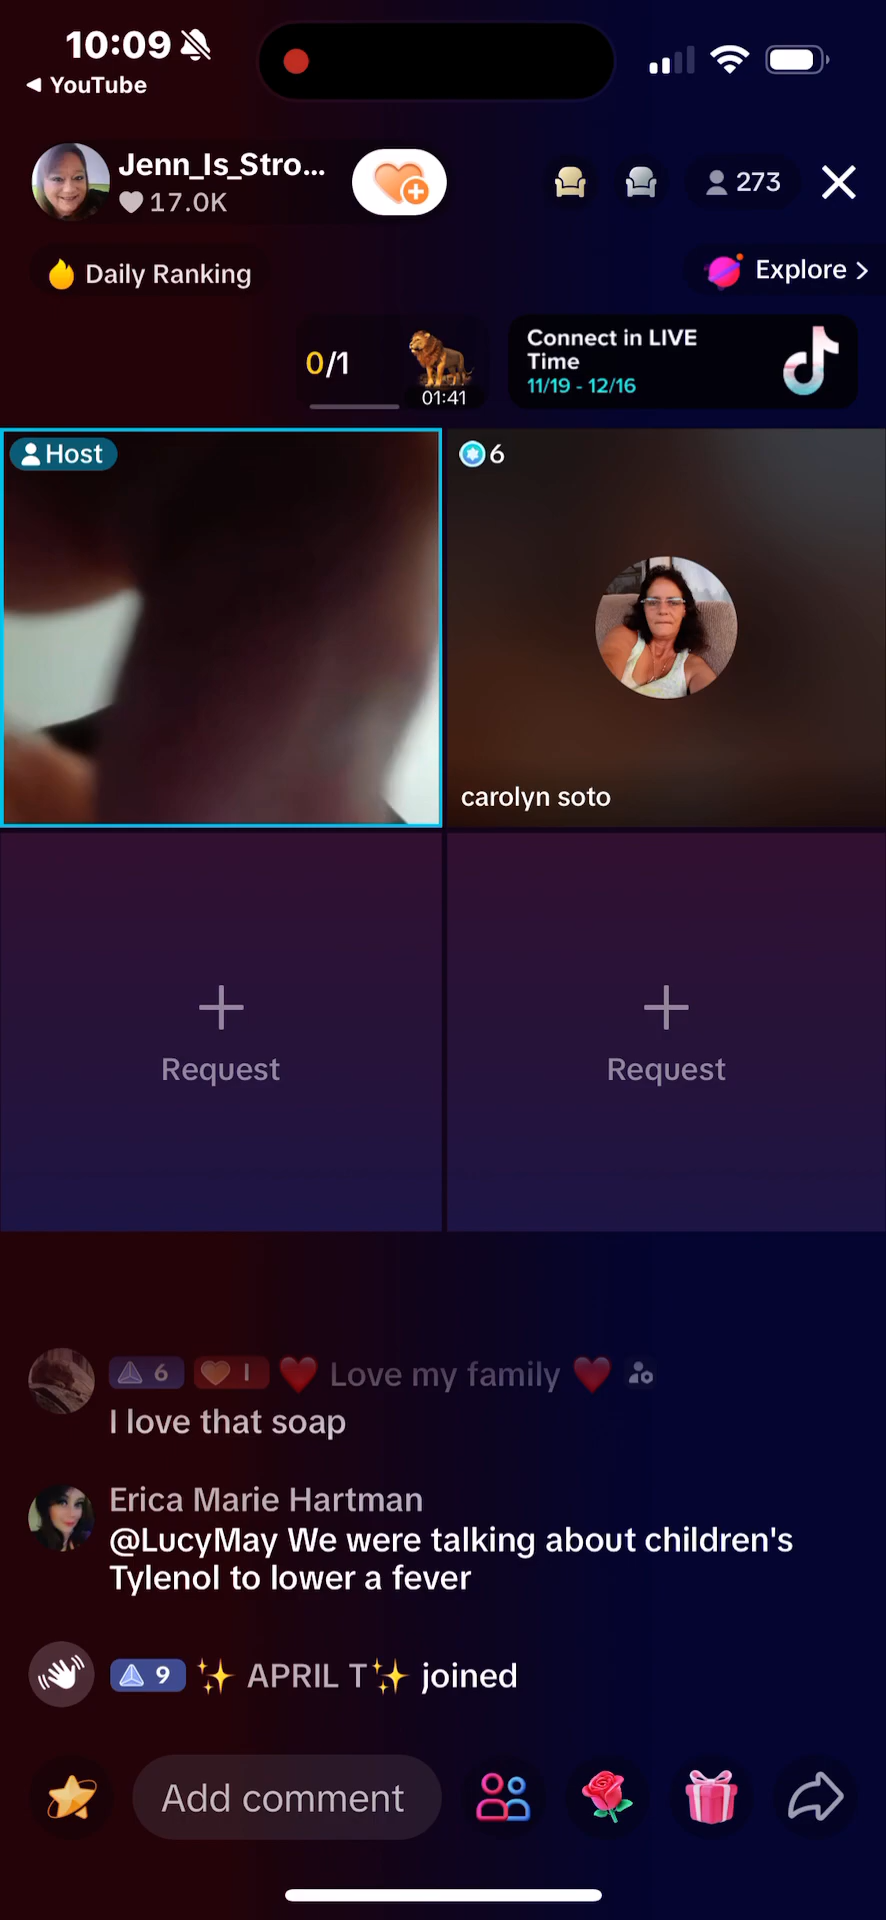 10:09
◀ YouTube
Jenn_Is_Stro...
17.0K
273
Daily Ranking
Explore >
0/1
01:41
Connect in LIVE
Time
11/19 - 12/16
Host
6
carolyn soto
Request
Request
6 I ❤️ Love my family ❤️
I love that soap
Erica Marie Hartman
@LucyMay We were talking about children's
Tylenol to lower a fever
9 ✨ APRIL T✨ joined
Add comment